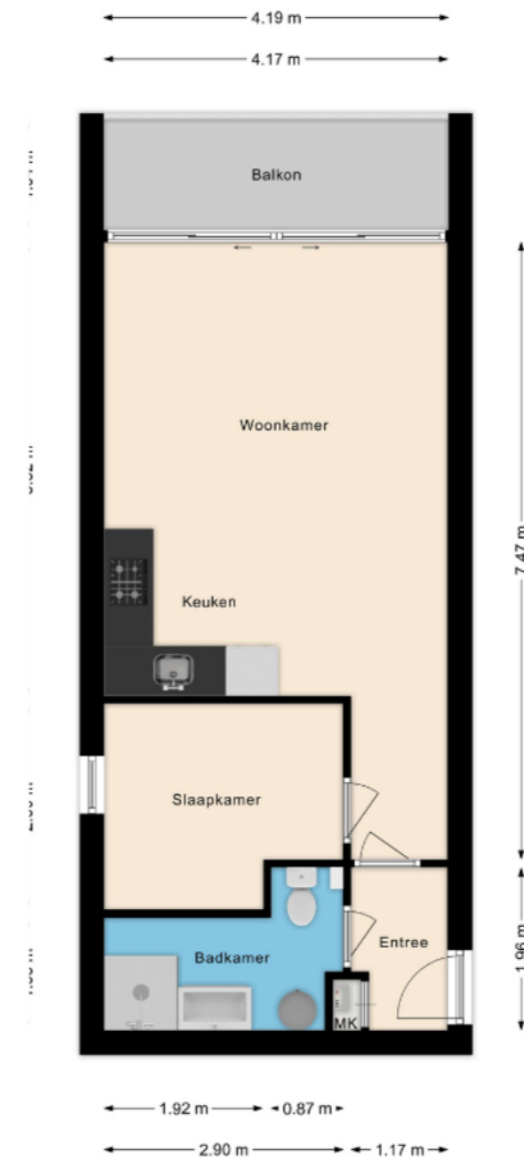 4.19 m
4.17 m
Balkon
Woonkamer
7.47 m
Keuken
Slaapkamer
Entree
1.96 m
Badkamer
MK
1.92 m
0.87 m
2.90 m
1.17 m